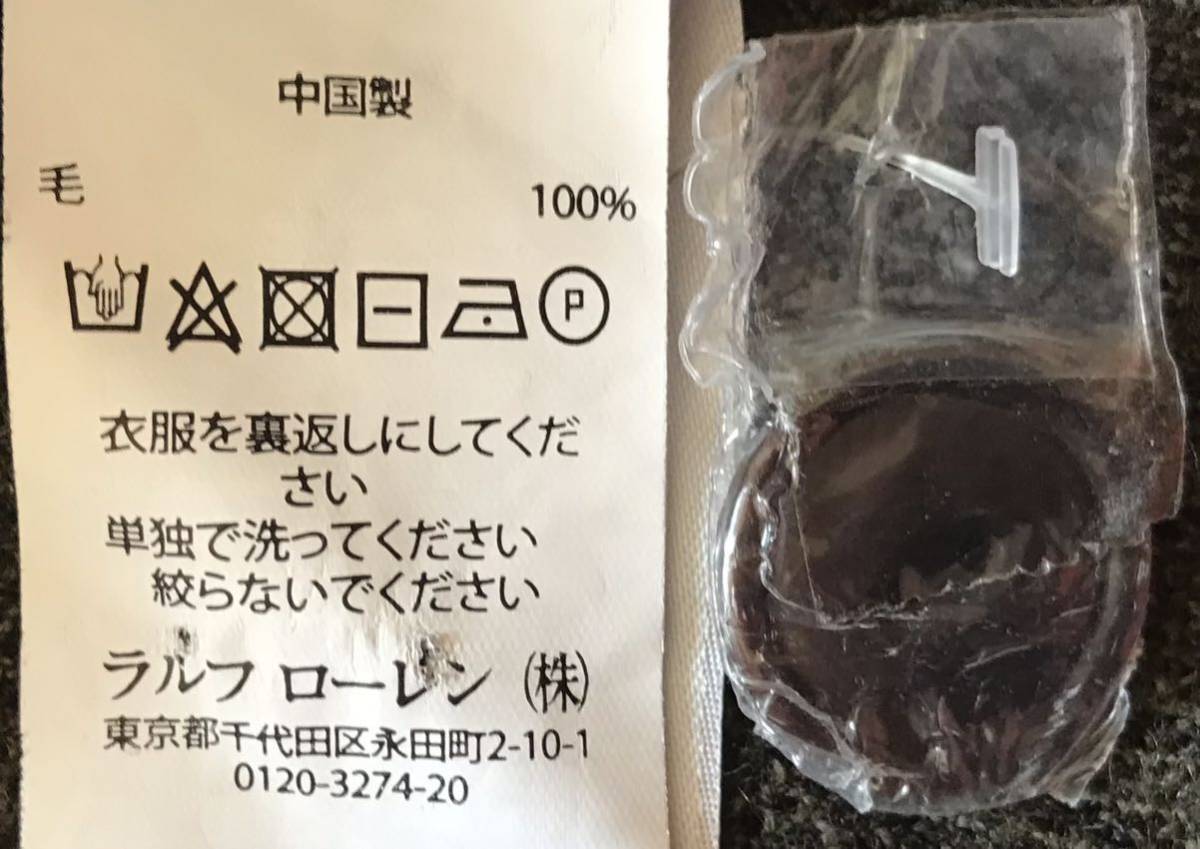 中国製
毛 100%
P
衣服を裏返しにしてくだ
さい
単独で洗ってください
絞らないでください
ラルフ ローレン (株)
東京都千代田区永田町2-10-1
0120-3274-20